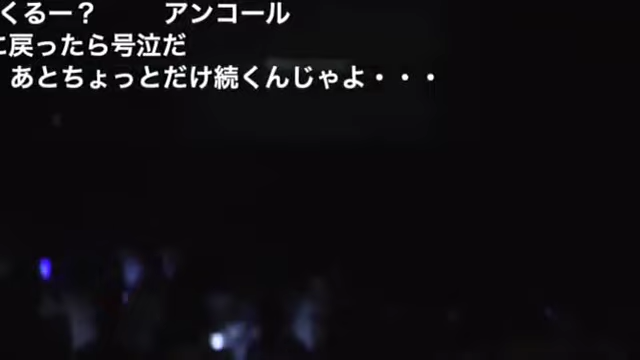 くるー？　　アンコール
に戻ったら号泣だ
あとちょっとだけ続くんじゃよ・・・